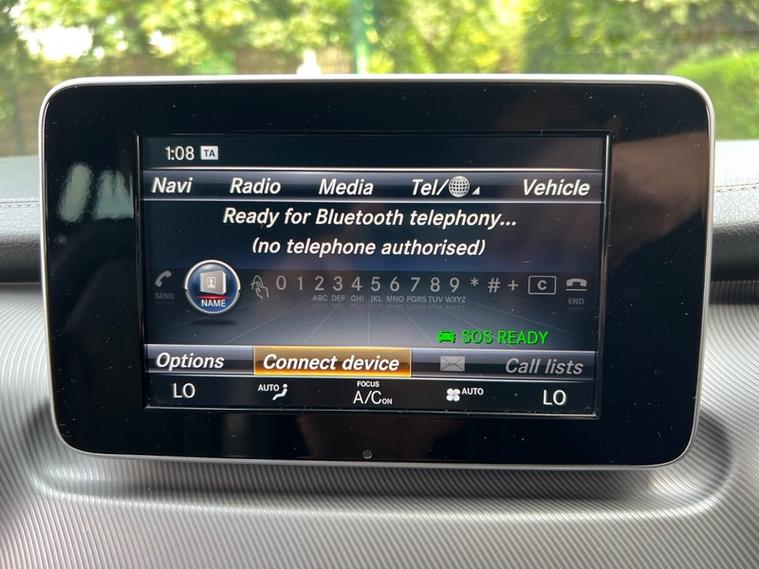 1:08 TA
Navi Radio Media Tel/ Vehicle
Ready for Bluetooth telephony...
(no telephone authorised)
SEND NAME 0 1 2 3 4 5 6 7 8 9 * # + C END
ABC DEF GHI JKL MNO PQRS TUV WXYZ
SOS READY
Options Connect device Call lists
LO AUTO FOCUS A/C ON AUTO LO